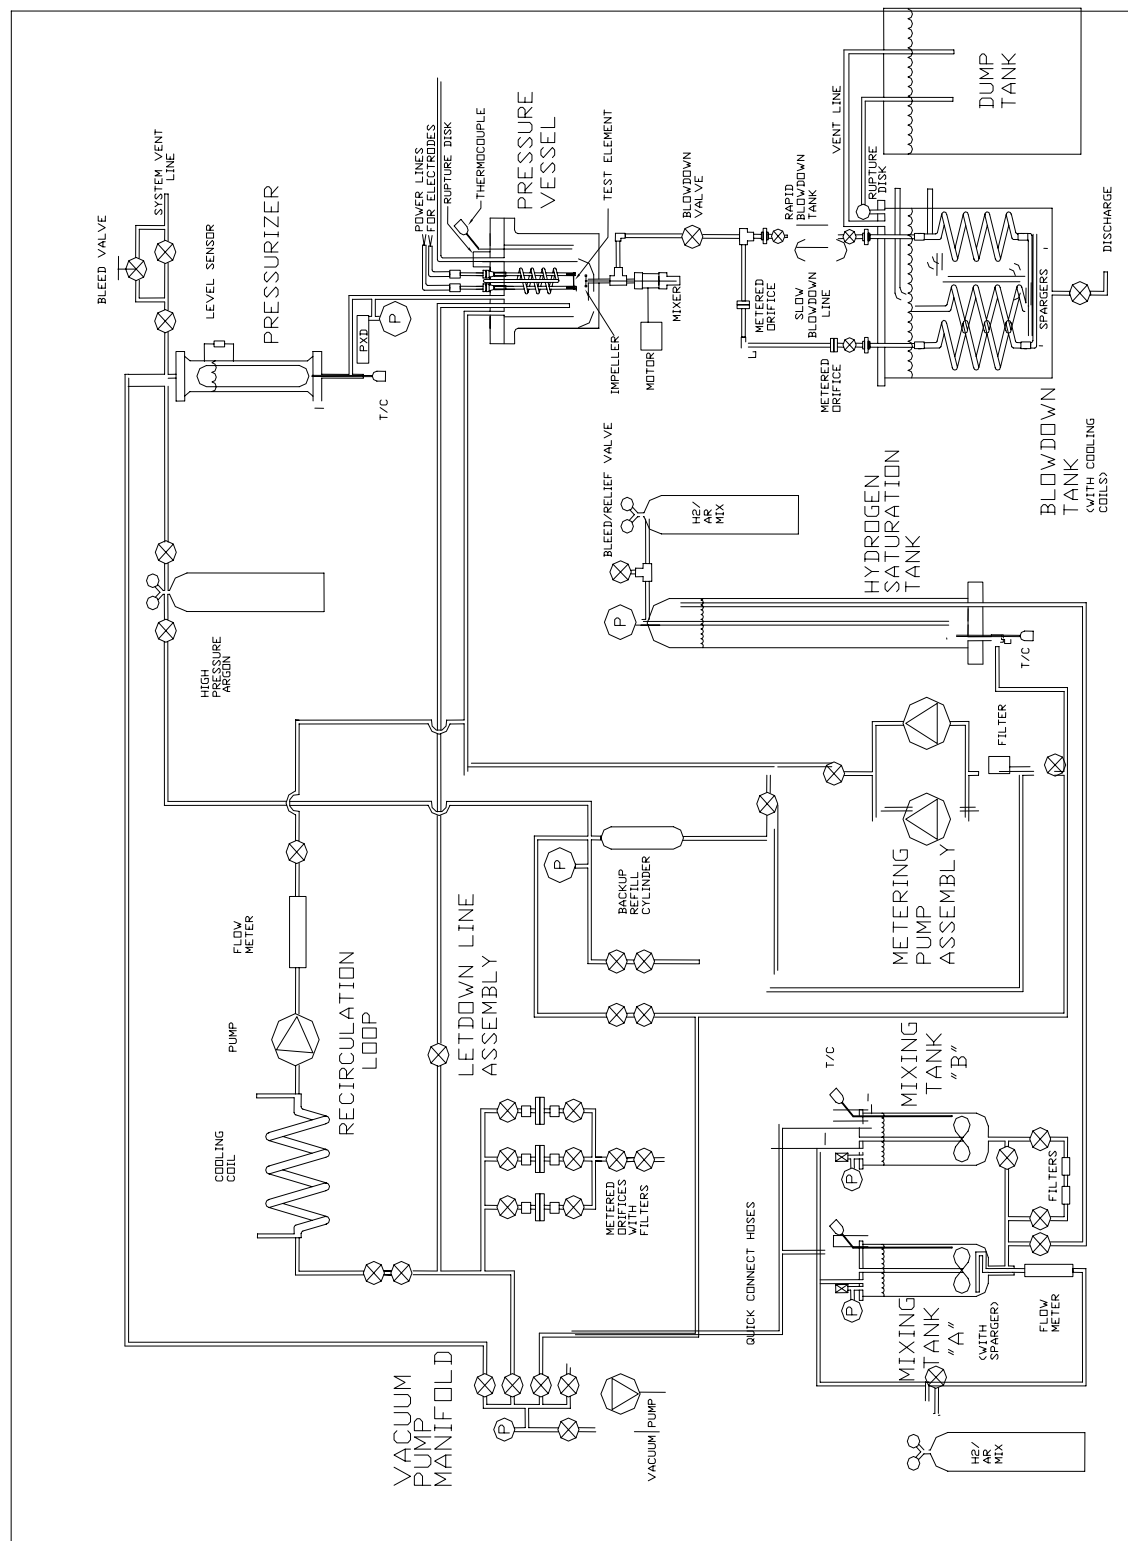 BLEED VALVE
SYSTEM VENT
LINE
LEVEL SENSOR
PRESSURIZER
PXD
P
T/C
HIGH
PRESSURE
ARGON
POWER LINES
FOR ELECTRODES
RUPTURE DISK
THERMOCOUPLE
PRESSURE
VESSEL
TEST ELEMENT
IMPELLER
MOTOR
MIXER
BLOWDOWN
VALVE
METERED
ORIFICE
RAPID
BLOWDOWN
TANK
SLOW
BLOWDOWN
LINE
METERED
ORIFICE
VENT LINE
RUPTURE
DISK
DUMP
TANK
SPARGERS
DISCHARGE
BLOWDOWN
TANK
(WITH COOLING
COILS)
BLEED/RELIEF VALVE
H2/
AR
MIX
P
HYDROGEN
SATURATION
TANK
T/C
FILTER
METERING
PUMP
ASSEMBLY
P
BACKUP
REFILL
CYLINDER
FLOW
METER
PUMP
COOLING
COIL
RECIRCULATION
LOOP
LETDOWN LINE
ASSEMBLY
METERED
ORIFICES
WITH
FILTERS
T/C
MIXING
TANK
"B"
P
FILTERS
QUICK CONNECT HOSES
P
MIXING
TANK
"A"
(WITH
SPARGER)
FLOW
METER
VACUUM
PUMP
MANIFOLD
P
VACUUM PUMP
H2/
AR
MIX